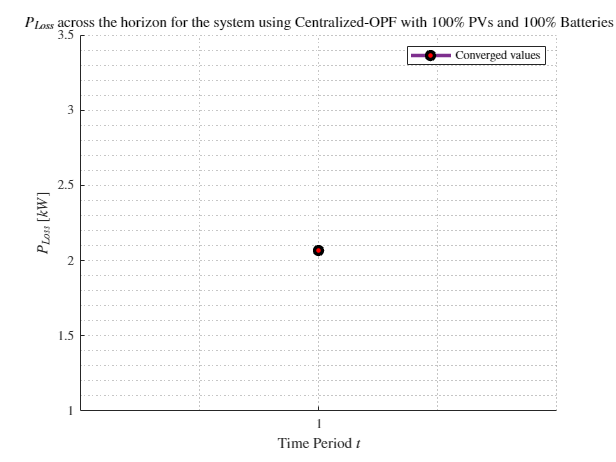 P_Loss across the horizon for the system using Centralized-OPF with 100% PVs and 100% Batteries
Converged values
3.5
3
2.5
2
1.5
1
P_Loss [kW]
1
Time Period t